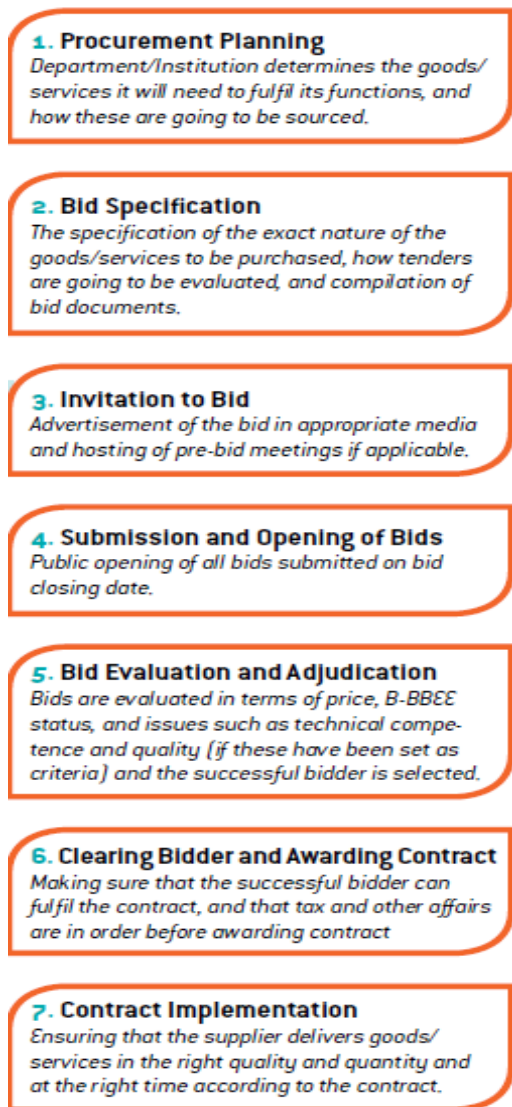 1. Procurement Planning
Department/Institution determines the goods/
services it will need to fulfil its functions, and
how these are going to be sourced.
2. Bid Specification
The specification of the exact nature of the
goods/services to be purchased, how tenders
are going to be evaluated, and compilation of
bid documents.
3. Invitation to Bid
Advertisement of the bid in appropriate media
and hosting of pre-bid meetings if applicable.
4. Submission and Opening of Bids
Public opening of all bids submitted on bid
closing date.
5. Bid Evaluation and Adjudication
Bids are evaluated in terms of price, B-BBEE
status, and issues such as technical compe-
tence and quality (if these have been set as
criteria) and the successful bidder is selected.
6. Clearing Bidder and Awarding Contract
Making sure that the successful bidder can
fulfil the contract, and that tax and other affairs
are in order before awarding contract
7. Contract Implementation
Ensuring that the supplier delivers goods/
services in the right quality and quantity and
at the right time according to the contract.